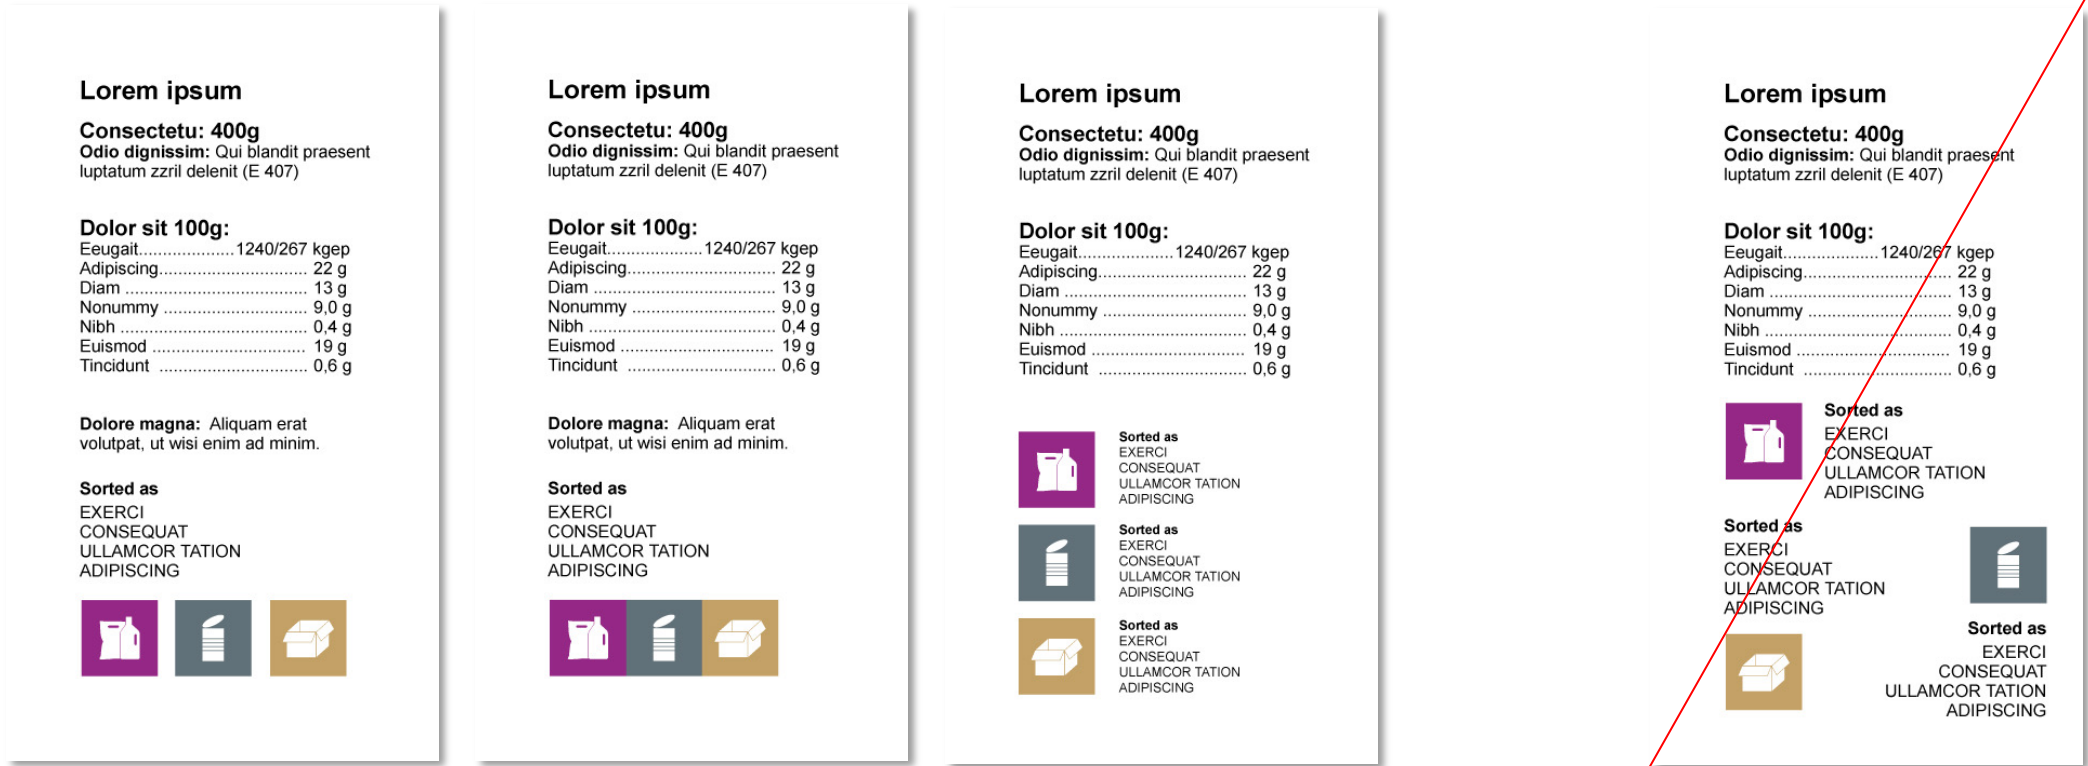 Lorem ipsum
Consectetu: 400g
Odio dignissim: Qui blandit praesent
luptatum zzril delenit (E 407)
Dolor sit 100g:
Eeugait....................1240/267 kgep
Adipiscing................................ 22 g
Diam ...................................... 13 g
Nonummy .............................. 9,0 g
Nibh ........................................ 0,4 g
Euismod ................................. 19 g
Tincidunt ................................ 0,6 g
Dolore magna: Aliquam erat
volutpat, ut wisi enim ad minim.
Sorted as
EXERCI
CONSEQUAT
ULLAMCOR TATION
ADIPISCING
Lorem ipsum
Consectetu: 400g
Odio dignissim: Qui blandit praesent
luptatum zzril delenit (E 407)
Dolor sit 100g:
Eeugait....................1240/267 kgep
Adipiscing................................ 22 g
Diam ...................................... 13 g
Nonummy .............................. 9,0 g
Nibh ........................................ 0,4 g
Euismod ................................. 19 g
Tincidunt ................................ 0,6 g
Dolore magna: Aliquam erat
volutpat, ut wisi enim ad minim.
Sorted as
EXERCI
CONSEQUAT
ULLAMCOR TATION
ADIPISCING
Lorem ipsum
Consectetu: 400g
Odio dignissim: Qui blandit praesent
luptatum zzril delenit (E 407)
Dolor sit 100g:
Eeugait....................1240/267 kgep
Adipiscing................................ 22 g
Diam ...................................... 13 g
Nonummy .............................. 9,0 g
Nibh ........................................ 0,4 g
Euismod ................................. 19 g
Tincidunt ................................ 0,6 g
Sorted as
EXERCI
CONSEQUAT
ULLAMCOR TATION
ADIPISCING
Sorted as
EXERCI
CONSEQUAT
ULLAMCOR TATION
ADIPISCING
Sorted as
EXERCI
CONSEQUAT
ULLAMCOR TATION
ADIPISCING
Lorem ipsum
Consectetu: 400g
Odio dignissim: Qui blandit praesent
luptatum zzril delenit (E 407)
Dolor sit 100g:
Eeugait....................1240/267 kgep
Adipiscing................................ 22 g
Diam ...................................... 13 g
Nonummy .............................. 9,0 g
Nibh ........................................ 0,4 g
Euismod ................................. 19 g
Tincidunt ................................ 0,6 g
Sorted as
EXERCI
CONSEQUAT
ULLAMCOR TATION
ADIPISCING
Sorted as
EXERCI
CONSEQUAT
ULLAMCOR TATION
ADIPISCING
Sorted as
EXERCI
CONSEQUAT
ULLAMCOR TATION
ADIPISCING